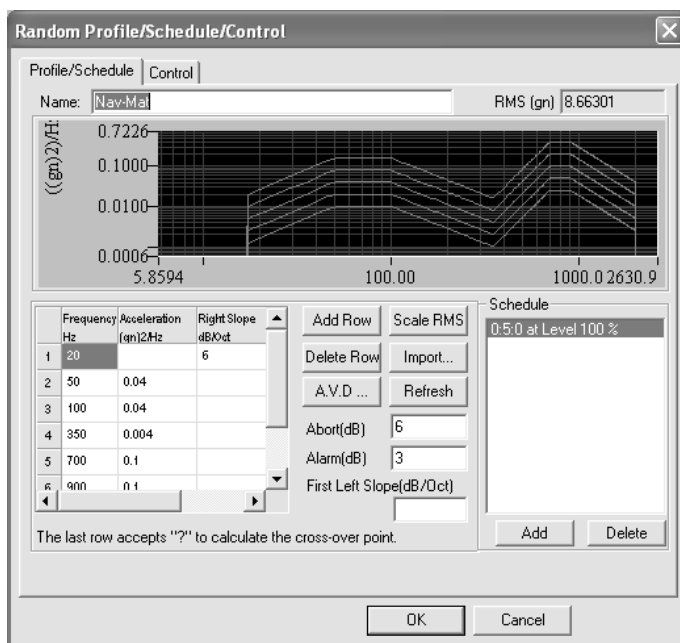 Random Profile/Schedule/Control
Profile/Schedule Control
Name: Nav-Mat RMS (gn) 8.66301
((gn)2)/H:
0.7226
0.1000
0.0100
0.0006
5.8594 100.00 1000.0 2630.9
Frequency Acceleration Right Slope
Hz (gn)2/Hz dB/Oct
1 20 6
2 50 0.04
3 100 0.04
4 350 0.004
5 700 0.1
6 900 0.1
Add Row Scale RMS
Delete Row Import...
A.V.D ... Refresh
Abort(dB) 6
Alarm(dB) 3
First Left Slope(dB/Oct)
Schedule
0:5:0 at Level 100 %
Add Delete
The last row accepts "?" to calculate the cross-over point.
OK Cancel